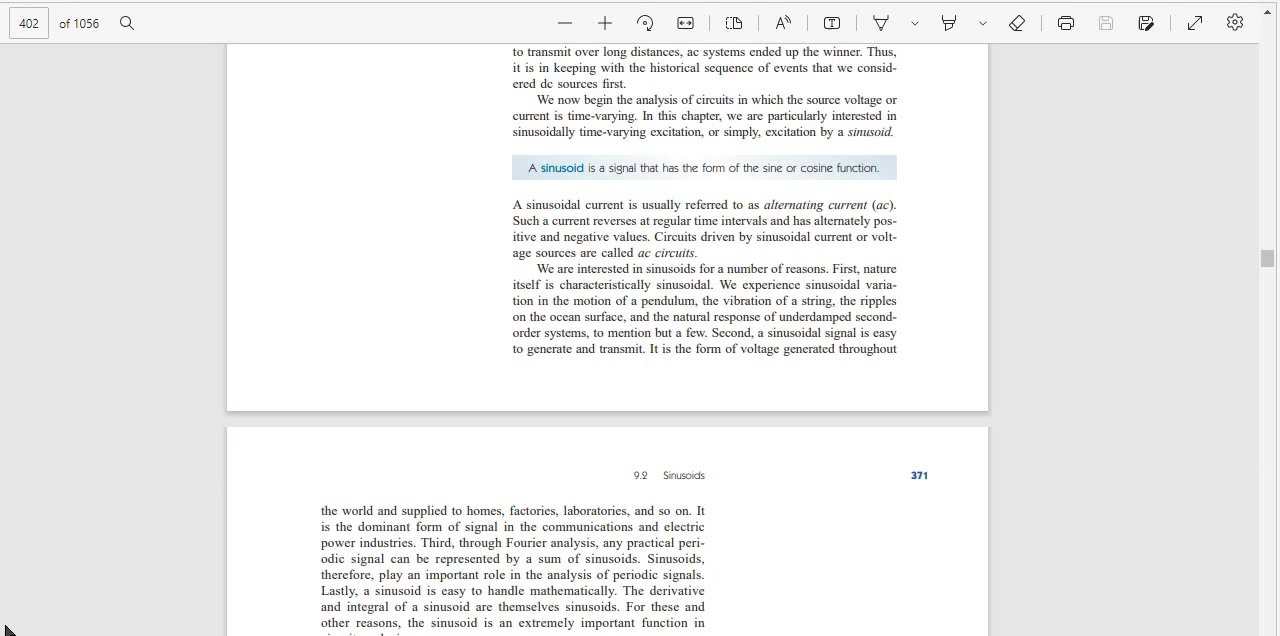 402 of 1056
to transmit over long distances, ac systems ended up the winner. Thus,
it is in keeping with the historical sequence of events that we consid-
ered dc sources first.
We now begin the analysis of circuits in which the source voltage or
current is time-varying. In this chapter, we are particularly interested in
sinusoidally time-varying excitation, or simply, excitation by a sinusoid.
A sinusoid is a signal that has the form of the sine or cosine function.
A sinusoidal current is usually referred to as alternating current (ac).
Such a current reverses at regular time intervals and has alternately pos-
itive and negative values. Circuits driven by sinusoidal current or volt-
age sources are called ac circuits.
We are interested in sinusoids for a number of reasons. First, nature
itself is characteristically sinusoidal. We experience sinusoidal varia-
tion in the motion of a pendulum, the vibration of a string, the ripples
on the ocean surface, and the natural response of underdamped second-
order systems, to mention but a few. Second, a sinusoidal signal is easy
to generate and transmit. It is the form of voltage generated throughout
9.2 Sinusoids 371
the world and supplied to homes, factories, laboratories, and so on. It
is the dominant form of signal in the communications and electric
power industries. Third, through Fourier analysis, any practical peri-
odic signal can be represented by a sum of sinusoids. Sinusoids,
therefore, play an important role in the analysis of periodic signals.
Lastly, a sinusoid is easy to handle mathematically. The derivative
and integral of a sinusoid are themselves sinusoids. For these and
other reasons, the sinusoid is an extremely important function in